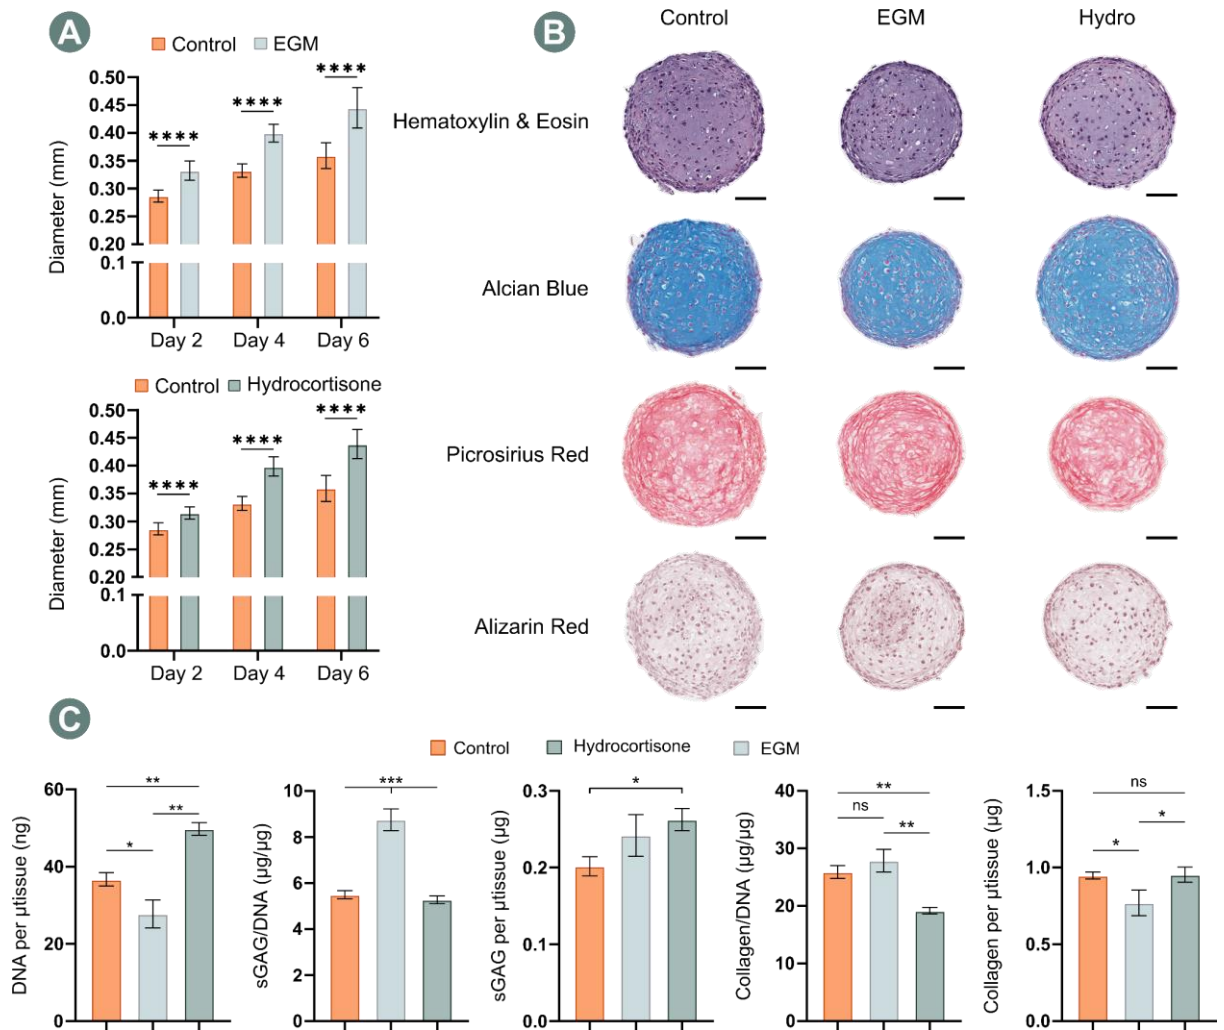 A
Control EGM
****
****
****
0.50
0.45
0.40
0.35
0.30
0.25
0.20
0.1
0.0
Diameter (mm)
Day 2 Day 4 Day 6
Control Hydrocortisone
****
****
****
0.50
0.45
0.40
0.35
0.30
0.25
0.20
0.1
0.0
Diameter (mm)
Day 2 Day 4 Day 6
B
Control EGM Hydro
Hematoxylin & Eosin
Alcian Blue
Picrosirius Red
Alizarin Red
C
Control Hydrocortisone EGM
DNA per µtissue (ng)
60
40
20
0
**
**
*
sGAG/DNA (µg/µg)
10
8
6
4
2
0
***
sGAG per µtissue (µg)
0.3
0.2
0.1
0.0
*
Collagen/DNA (µg/µg)
40
30
20
10
0
**
ns
**
Collagen per µtissue (µg)
1.5
1.0
0.5
0.0
ns
*
*